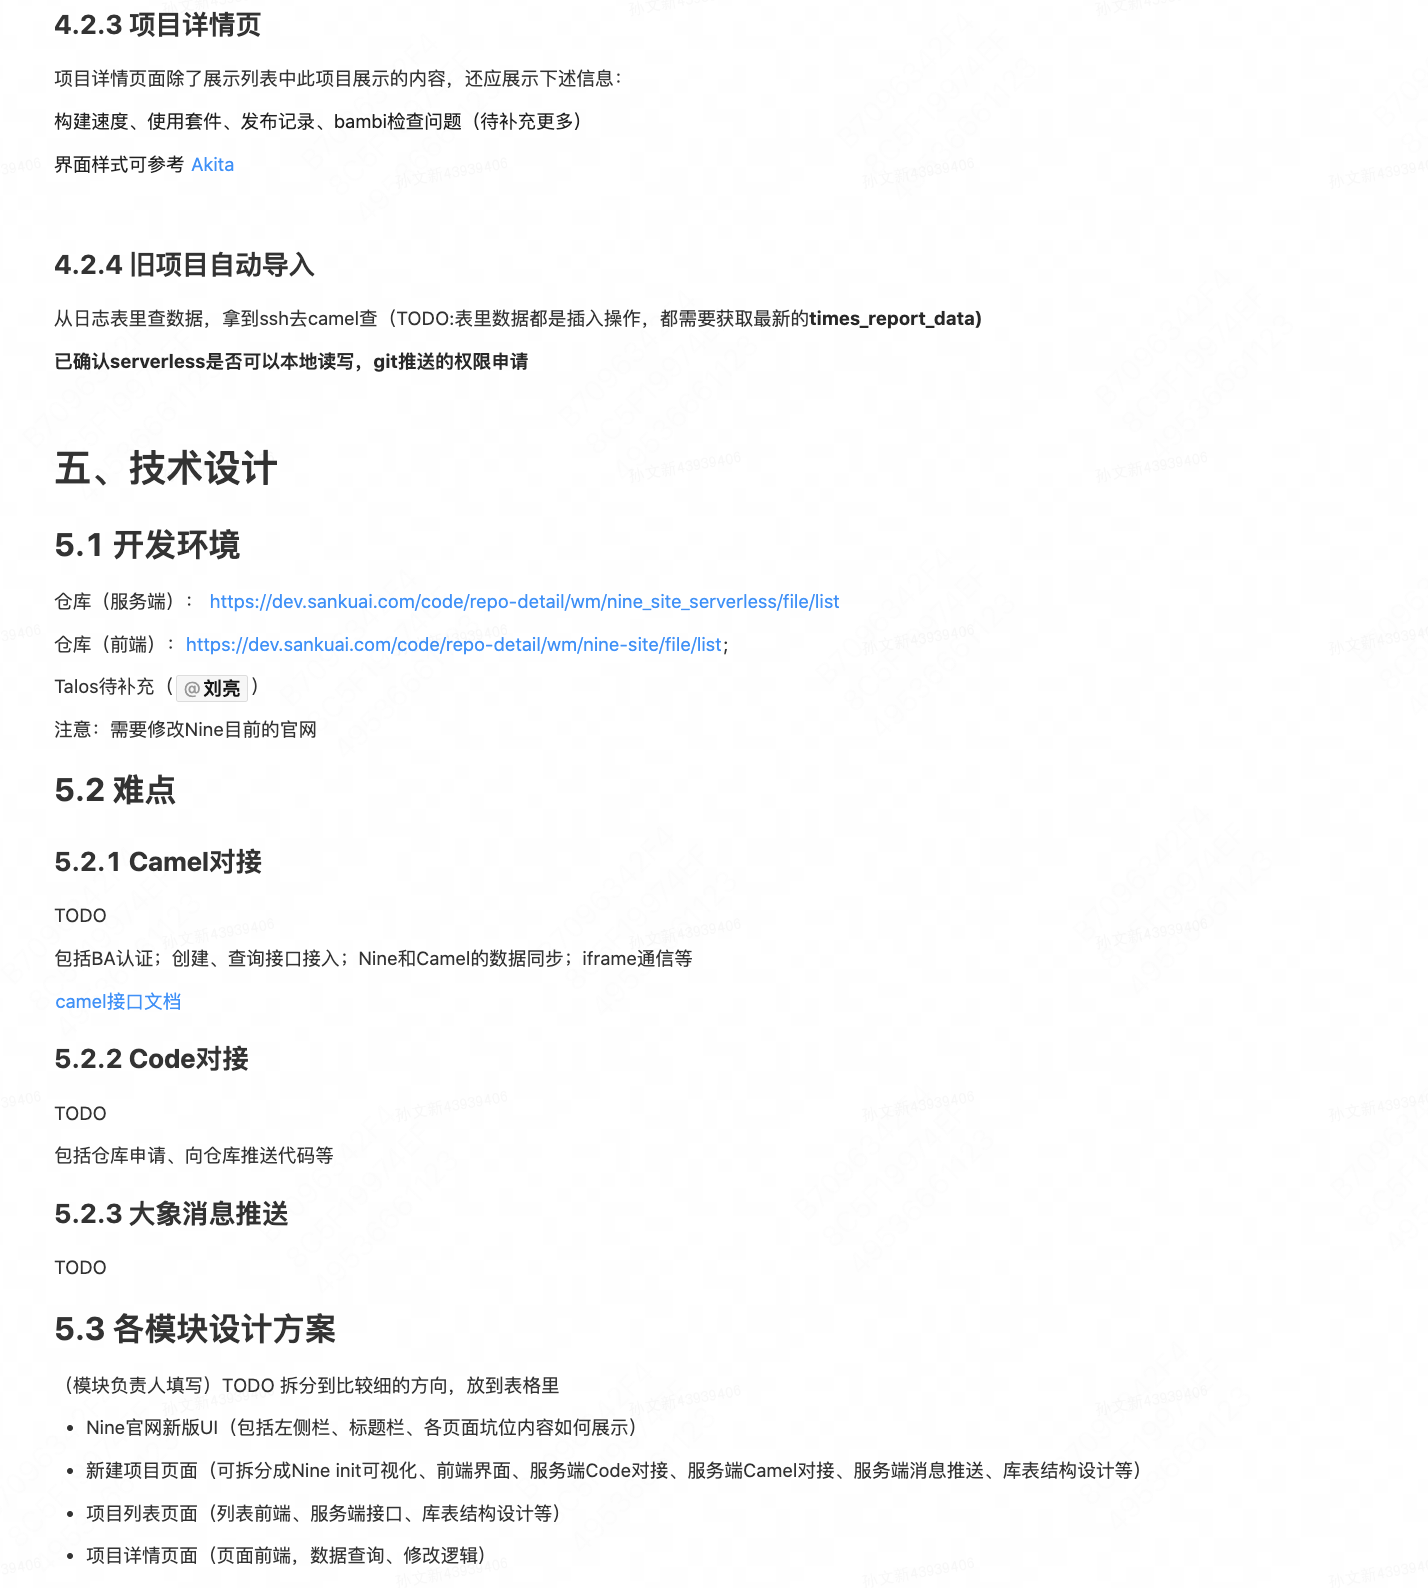 4.2.3 项目详情页
项目详情页面除了展示列表中此项目展示的内容，还应展示下述信息：
构建速度、使用套件、发布记录、bambi检查问题（待补充更多）
界面样式可参考 Akita
4.2.4 旧项目自动导入
从日志表里查数据，拿到ssh去camel查（TODO:表里数据都是插入操作，都需要获取最新的times_report_data)
已确认serverless是否可以本地读写，git推送的权限申请
五、技术设计
5.1 开发环境
仓库（服务端）： https://dev.sankuai.com/code/repo-detail/wm/nine_site_serverless/file/list
仓库（前端）：https://dev.sankuai.com/code/repo-detail/wm/nine-site/file/list;
Talos待补充（@刘亮）
注意：需要修改Nine目前的官网
5.2 难点
5.2.1 Camel对接
TODO
包括BA认证；创建、查询接口接入；Nine和Camel的数据同步；iframe通信等
camel接口文档
5.2.2 Code对接
TODO
包括仓库申请、向仓库推送代码等
5.2.3 大象消息推送
TODO
5.3 各模块设计方案
（模块负责人填写）TODO 拆分到比较细的方向，放到表格里
• Nine官网新版UI（包括左侧栏、标题栏、各页面坑位内容如何展示）
• 新建项目页面（可拆分成Nine init可视化、前端界面、服务端Code对接、服务端Camel对接、服务端消息推送、库表结构设计等）
• 项目列表页面（列表前端、服务端接口、库表结构设计等）
• 项目详情页面（页面前端，数据查询、修改逻辑）